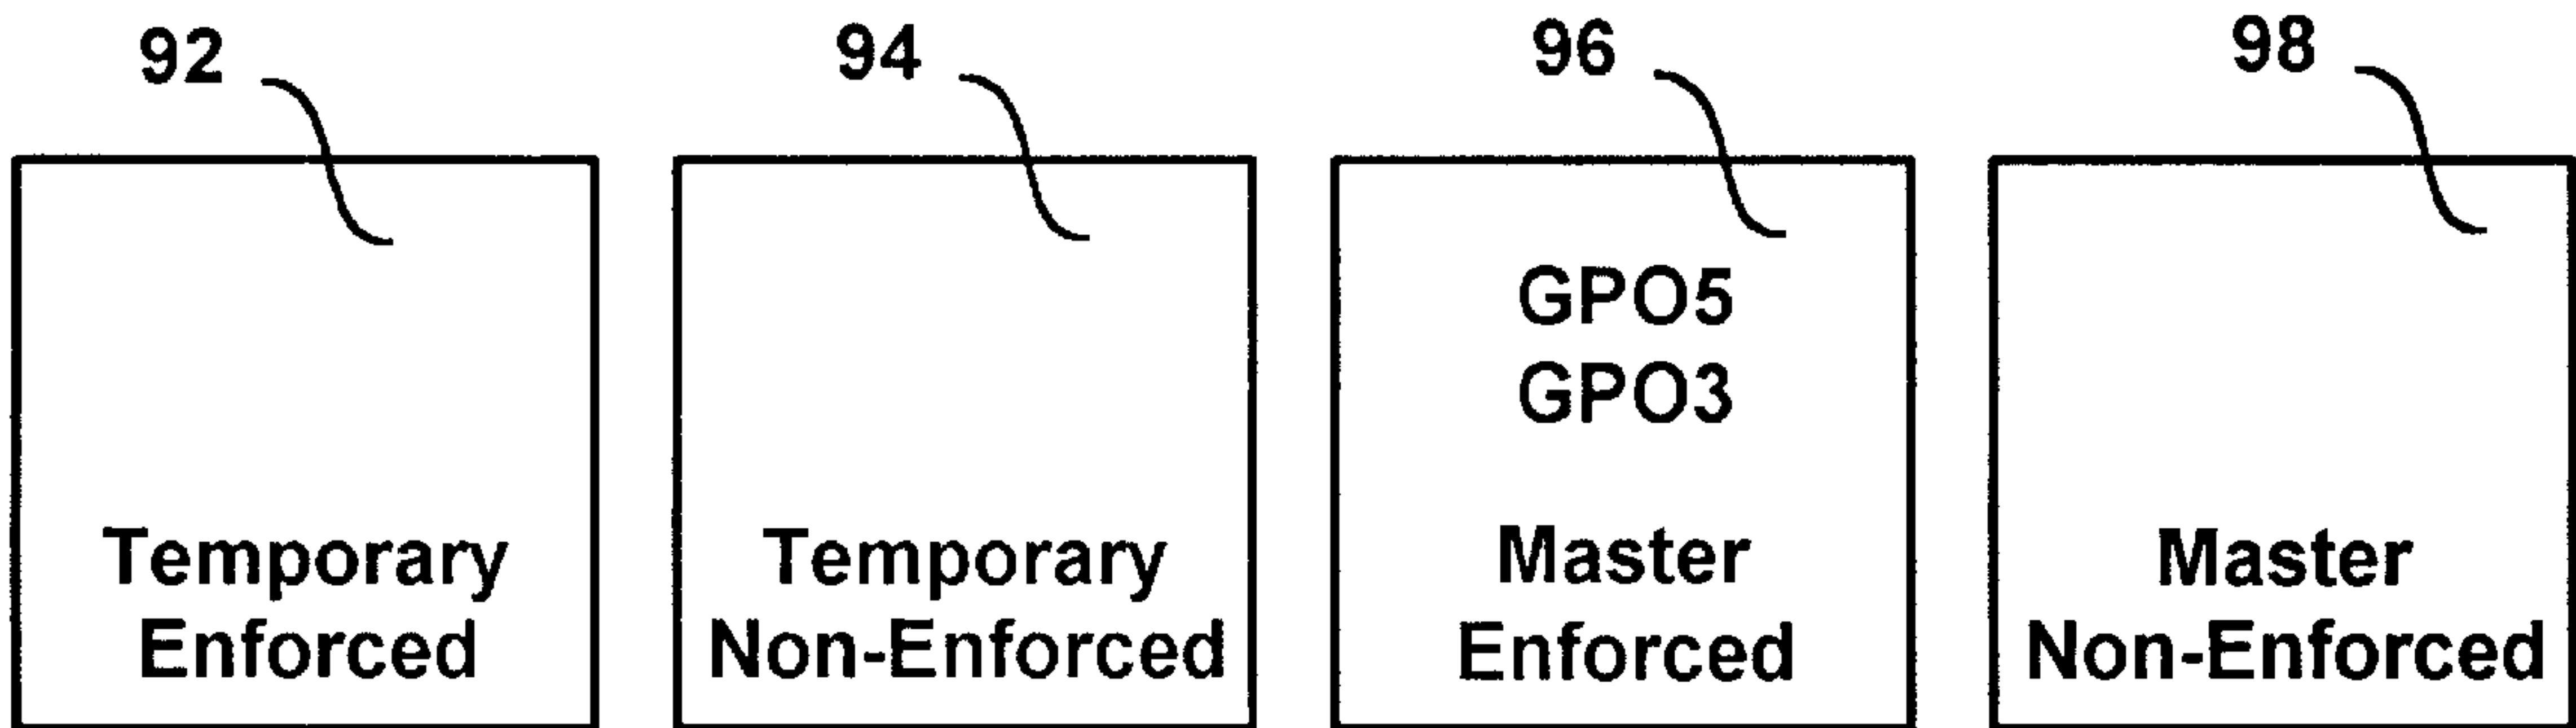 92
94
96
98
GPO5
GPO3
Temporary
Enforced
Temporary
Non-Enforced
Master
Enforced
Master
Non-Enforced